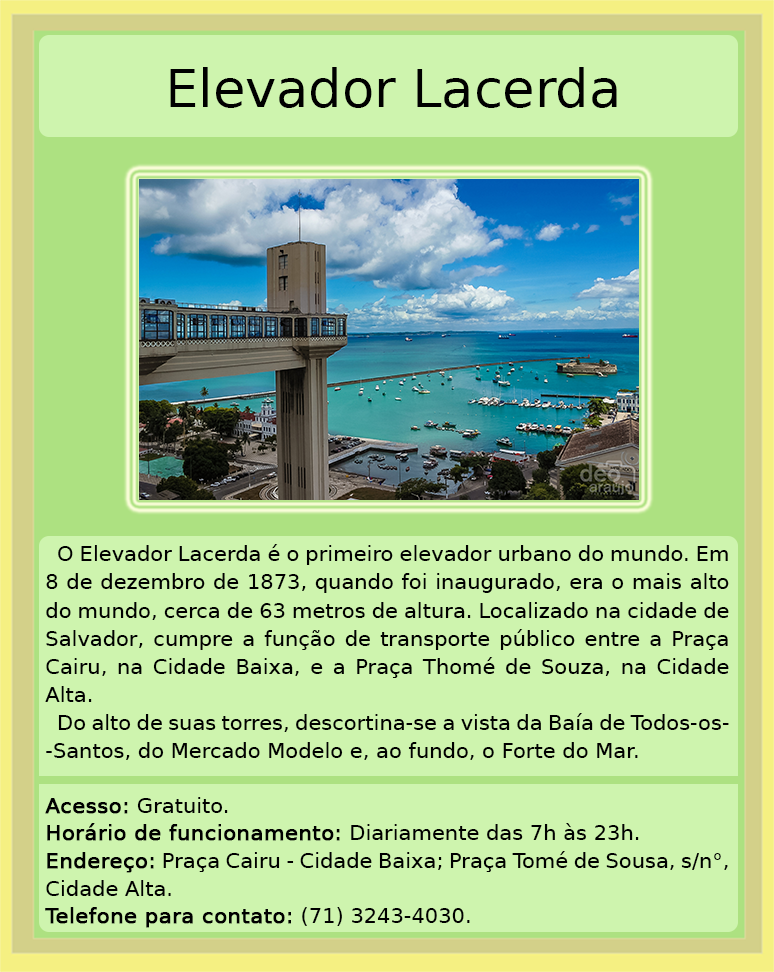 Elevador Lacerda
des
araujo
O Elevador Lacerda é o primeiro elevador urbano do mundo. Em
8 de dezembro de 1873, quando foi inaugurado, era o mais alto
do mundo, cerca de 63 metros de altura. Localizado na cidade de
Salvador, cumpre a função de transporte público entre a Praça
Cairu, na Cidade Baixa, e a Praça Thomé de Souza, na Cidade
Alta.
Do alto de suas torres, descortina-se a vista da Baía de Todos-os-
-Santos, do Mercado Modelo e, ao fundo, o Forte do Mar.
Acesso: Gratuito.
Horário de funcionamento: Diariamente das 7h às 23h.
Endereço: Praça Cairu - Cidade Baixa; Praça Tomé de Sousa, s/nº,
Cidade Alta.
Telefone para contato: (71) 3243-4030.